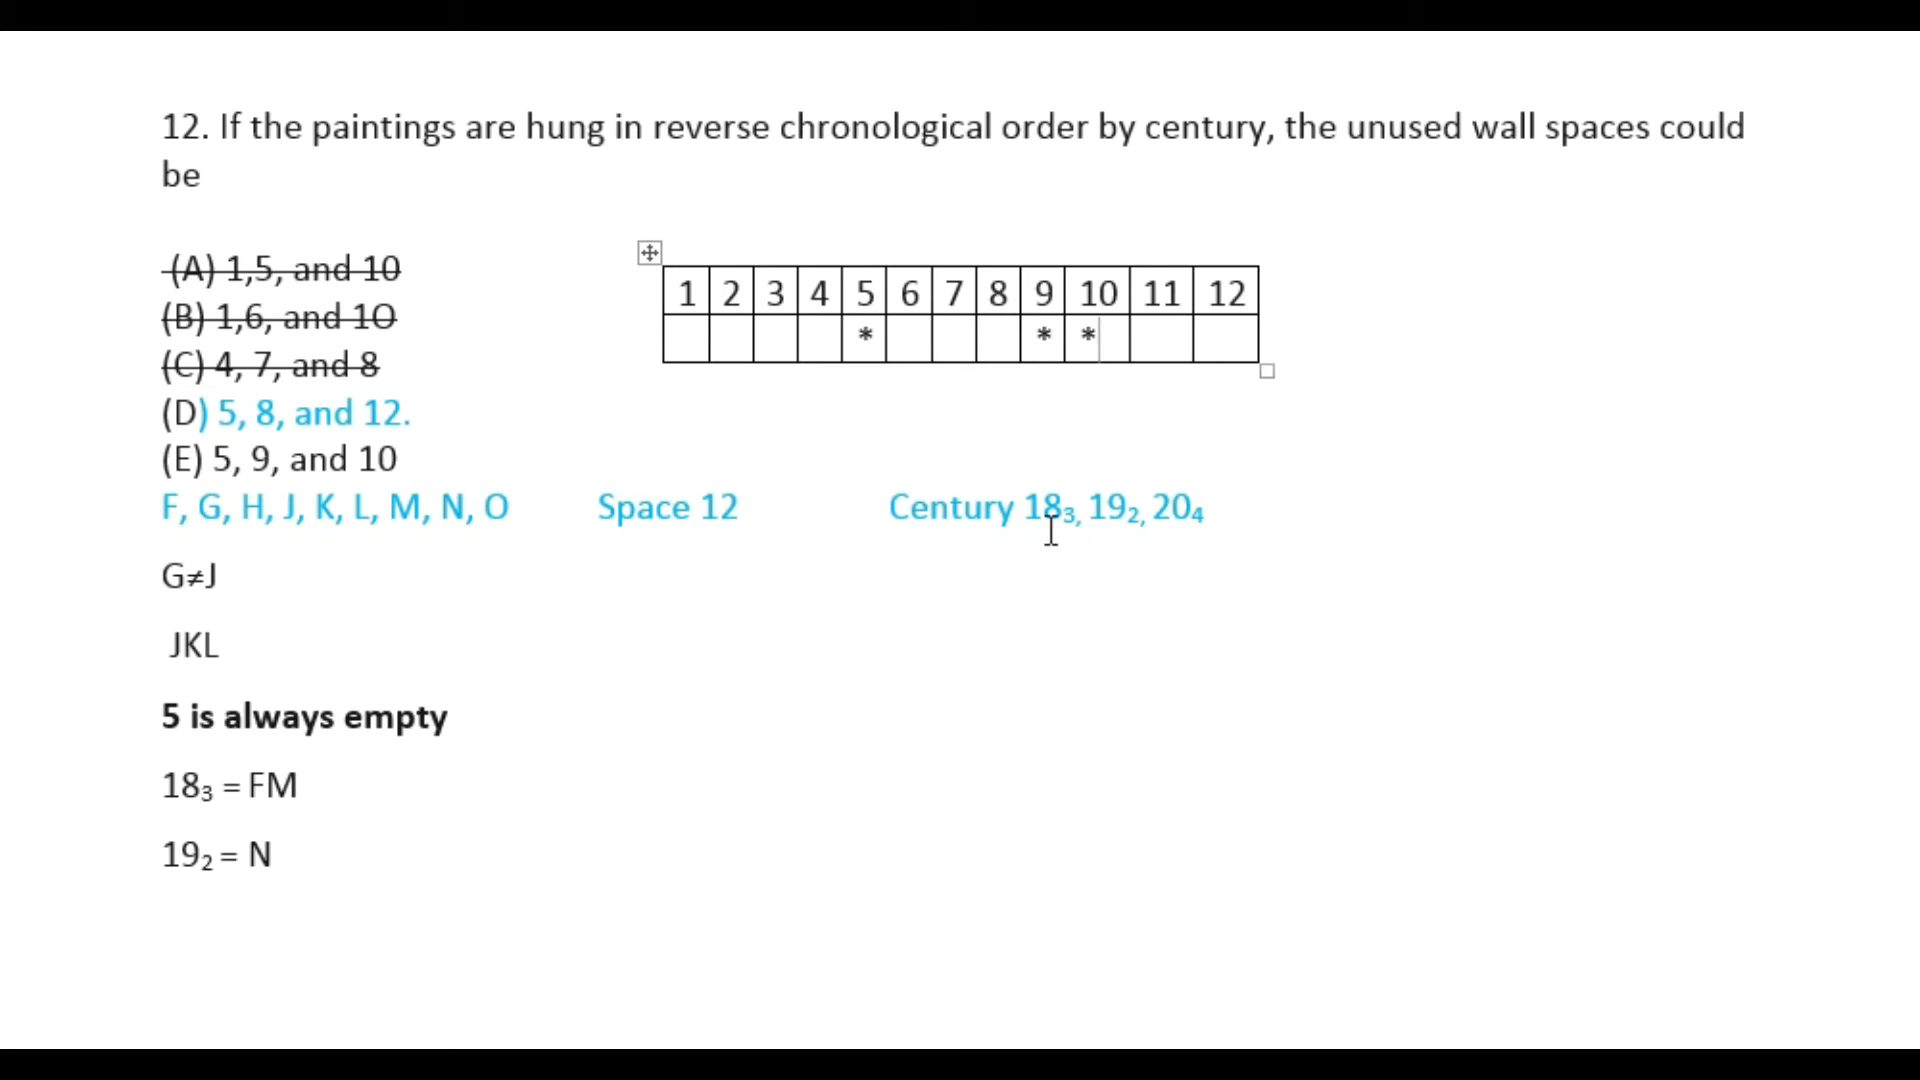 12. If the paintings are hung in reverse chronological order by century, the unused wall spaces could
be
(A) 1,5, and 10
(B) 1,6, and 1O
(C) 4, 7, and 8
(D) 5, 8, and 12.
(E) 5, 9, and 10
1 2 3 4 5 6 7 8 9 10 11 12
* * *
F, G, H, J, K, L, M, N, O Space 12 Century 18₃, 19₂, 20₄
G≠J
JKL
5 is always empty
18₃ = FM
19₂ = N